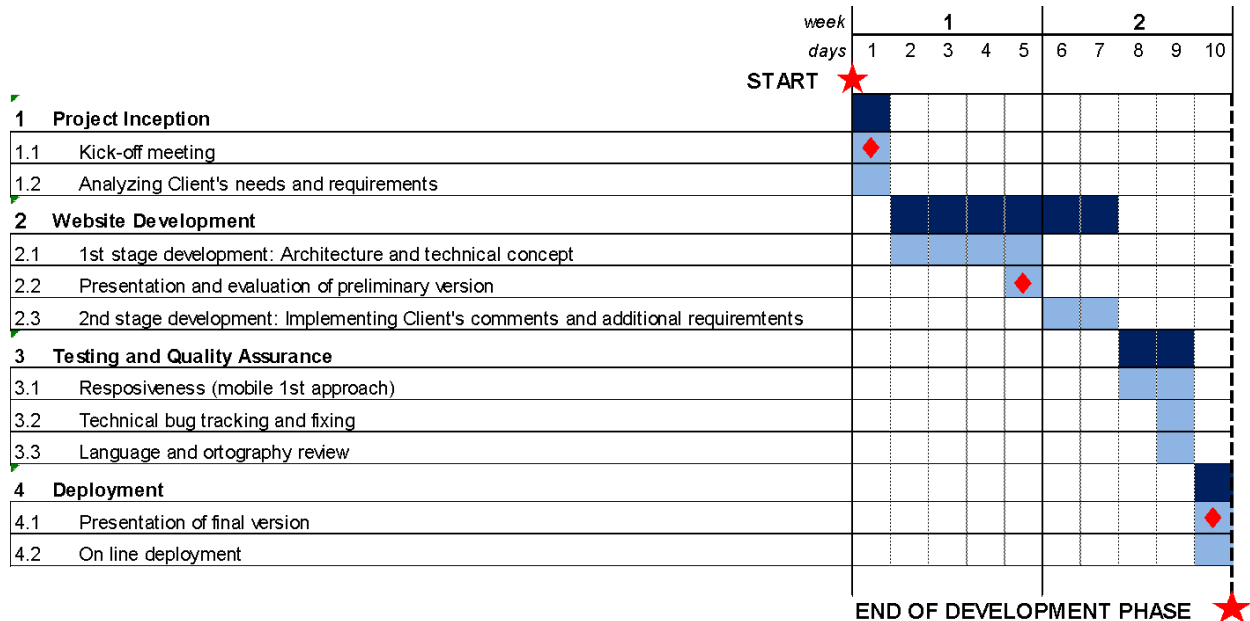 week 1 2
days 1 2 3 4 5 6 7 8 9 10
START
1 Project Inception
1.1 Kick-off meeting
1.2 Analyzing Client's needs and requirements
2 Website Development
2.1 1st stage development: Architecture and technical concept
2.2 Presentation and evaluation of preliminary version
2.3 2nd stage development: Implementing Client's comments and additional requiremtents
3 Testing and Quality Assurance
3.1 Resposiveness (mobile 1st approach)
3.2 Technical bug tracking and fixing
3.3 Language and ortography review
4 Deployment
4.1 Presentation of final version
4.2 On line deployment
END OF DEVELOPMENT PHASE